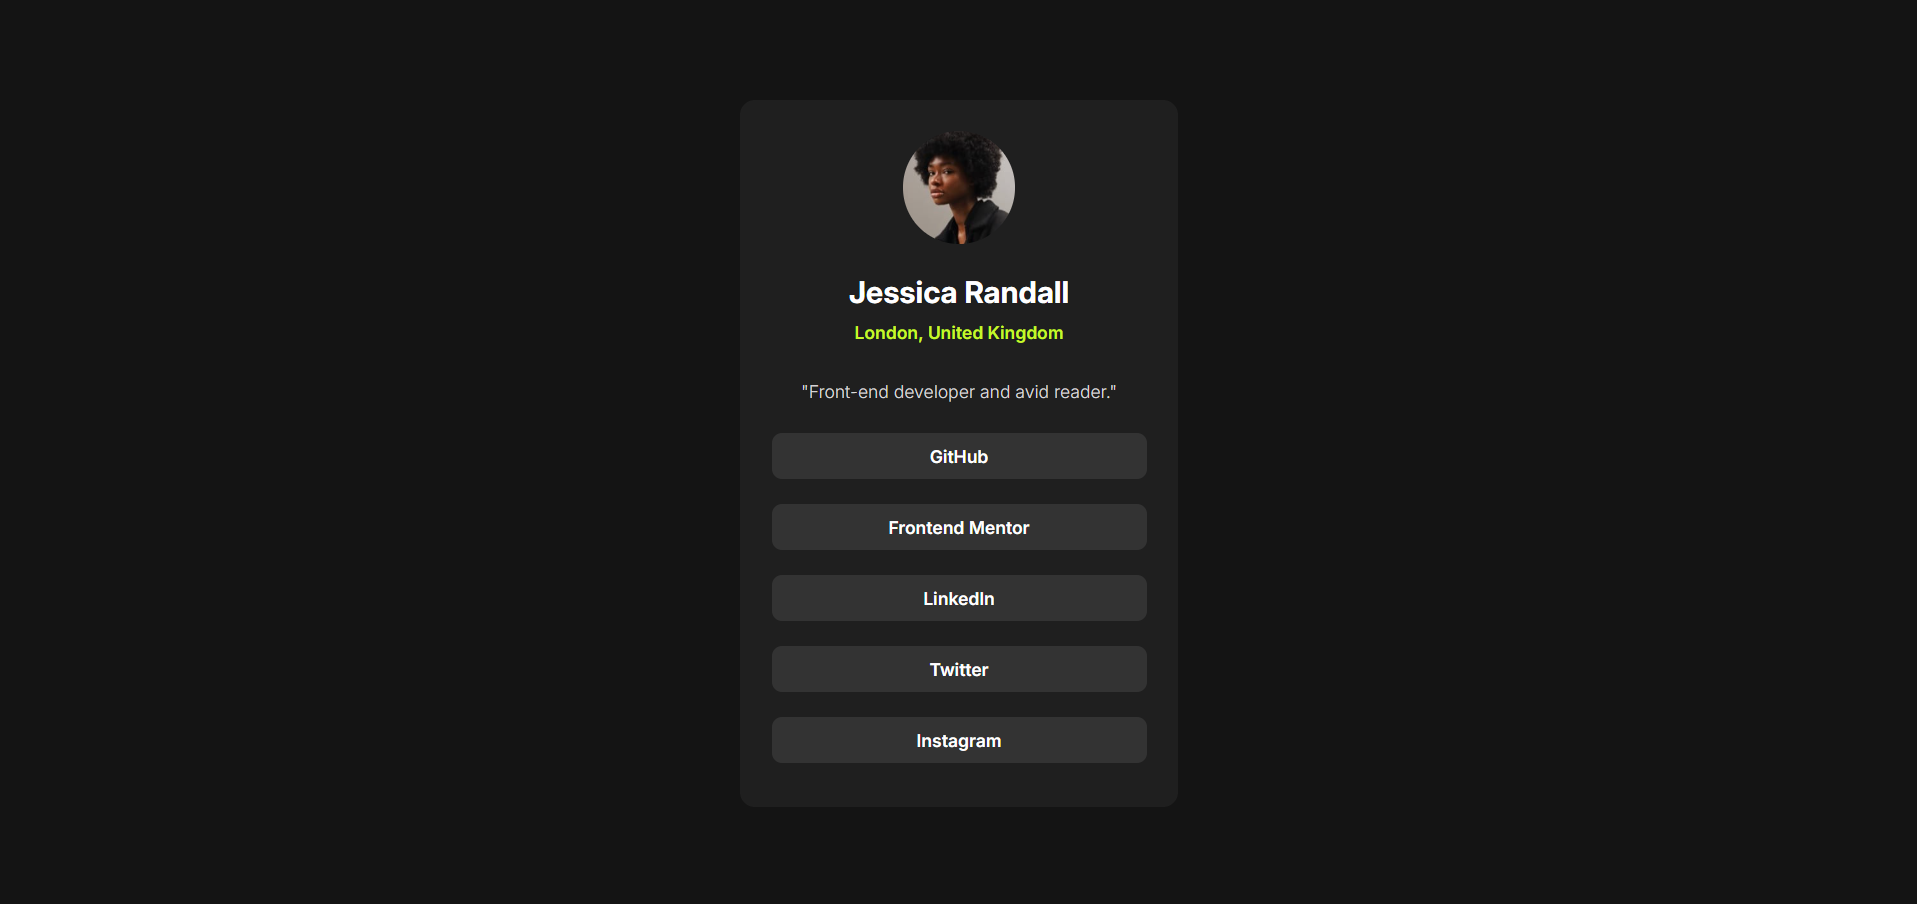 Jessica Randall
London, United Kingdom
"Front-end developer and avid reader."
GitHub
Frontend Mentor
LinkedIn
Twitter
Instagram